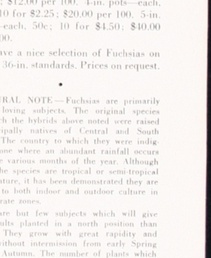 ; $12.00 per 100. 4-in. pots—each,
10 for $2.25; $20.00 per 100. 5-in.
—each, 50c; 10 for $4.50; $40.00
00.
ave a nice selection of Fuchsias on
36-in. standards. Prices on request.
•
RAL NOTE—Fuchsias are primarily
loving subjects. The original species
ch the hybrids above noted were raised
cipally natives of Central and South
The country to which they were indig-
one where an abundant rainfall occurs
e various months of the year. Although
he species are tropical or semi-tropical
ature, it has been demonstrated they are
to both indoor and outdoor culture in
rate zones.
are but few subjects which will give
ults planted in a north position than
They grow with great rapidity and
without intermission from early Spring
Autumn. The number of plants which